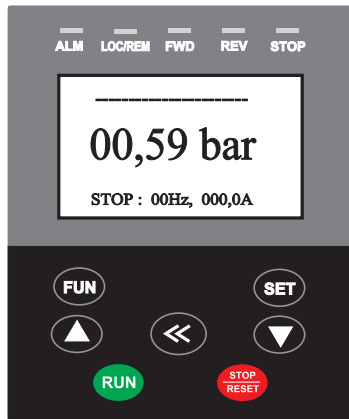 ALM LOC/REM FWD REV STOP
--------------------
00,59 bar
STOP : 00Hz, 000,0A
FUN SET
RUN STOP
RESET